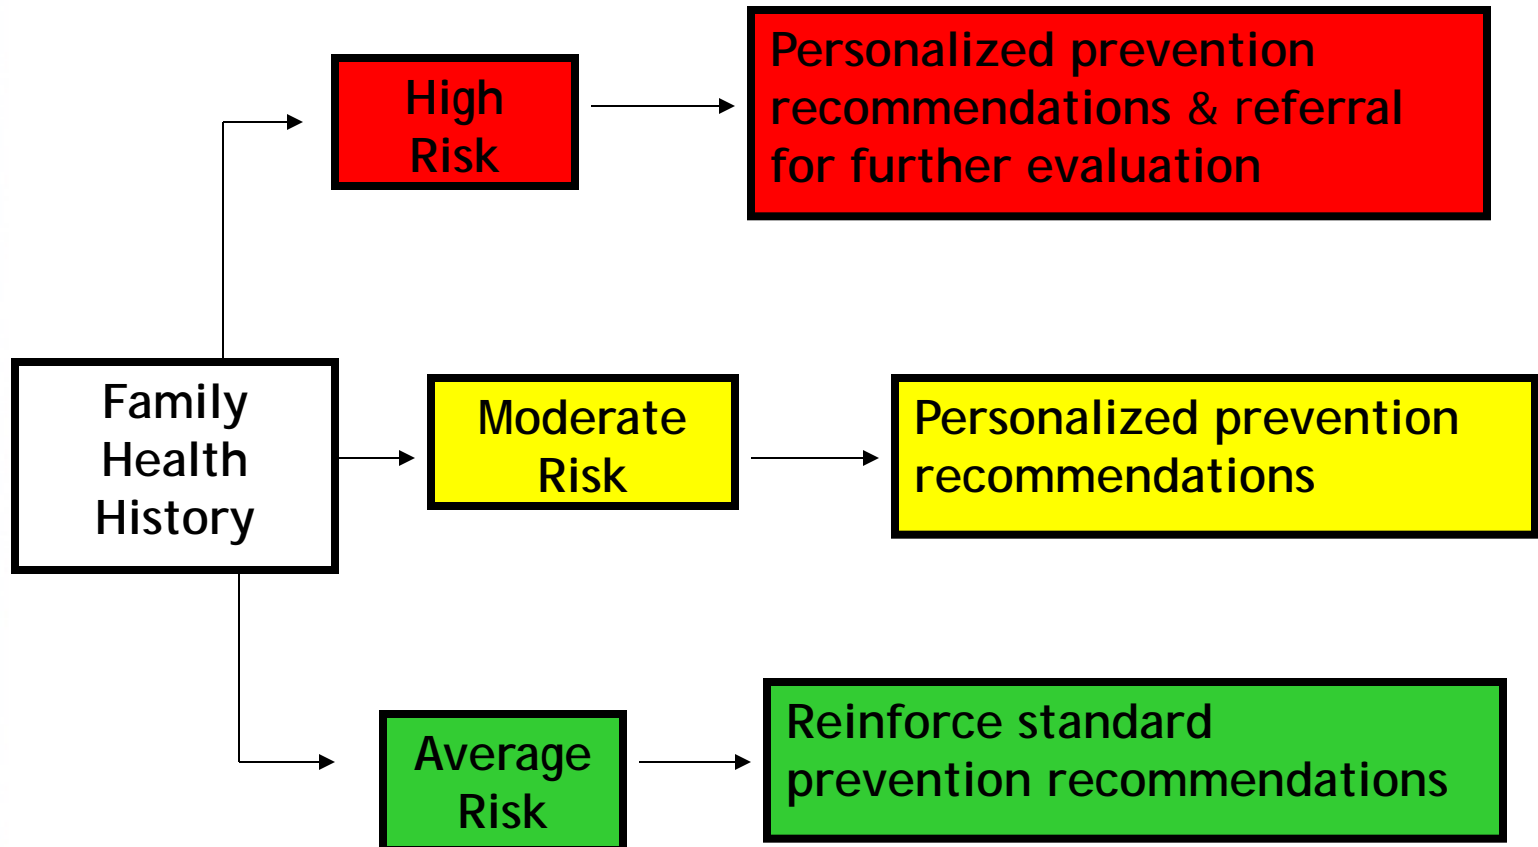 High
Risk
Personalized prevention
recommendations & referral
for further evaluation
Family
Health
History
Moderate
Risk
Personalized prevention
recommendations
Average
Risk
Reinforce standard
prevention recommendations